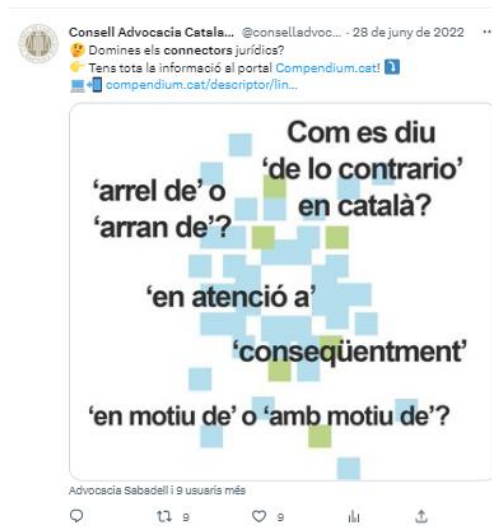 Consell Advocacia Catala... @conselladvoc... · 28 de juny de 2022
🤔 Domines els connectors jurídics?
👉 Tens tota la informació al portal Compendium.cat! ⤵️
💻📲 compendium.cat/descriptor/lin...
Com es diu
'de lo contrario'
en català?
'arrel de' o
'arran de'?
'en atenció a'
'conseqüentment'
'en motiu de' o 'amb motiu de'?
Advocacia Sabadell i 9 usuaris més
9 9